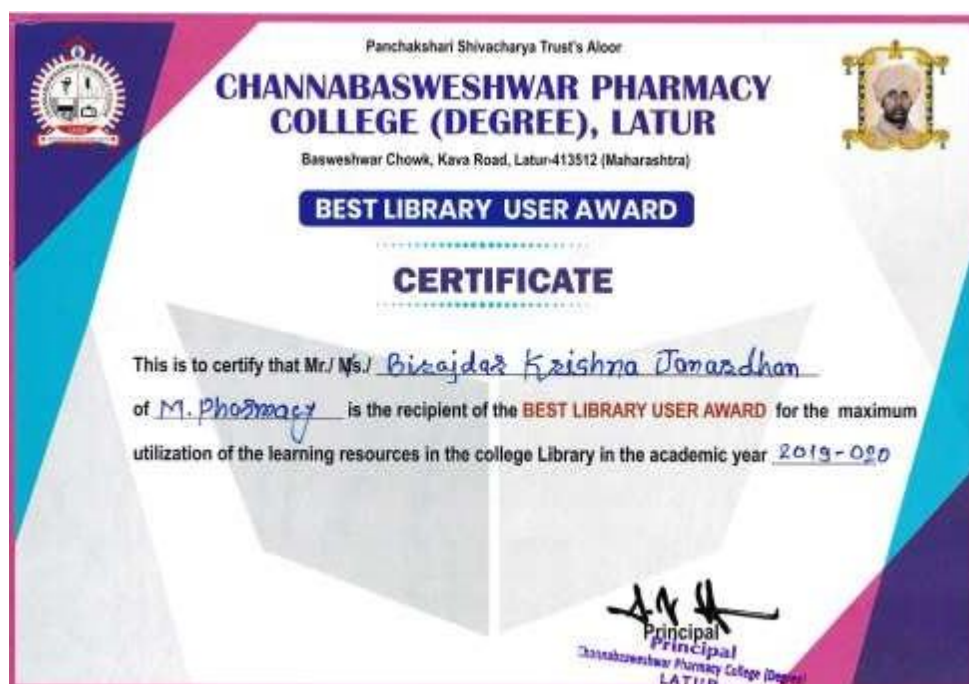 Panchakshari Shivacharya Trust's Aloor
CHANNABASWESHWAR PHARMACY
COLLEGE (DEGREE), LATUR
Basweshwar Chowk, Kava Road, Latur-413512 (Maharashtra)
BEST LIBRARY USER AWARD
CERTIFICATE
This is to certify that Mr./ Ms./ Birajdar Krishna Janardhan
of M. Pharmacy is the recipient of the BEST LIBRARY USER AWARD for the maximum
utilization of the learning resources in the college Library in the academic year 2019-020
Principal
Principal
Channabasweshwar Pharmacy College (Degree)
LATUR